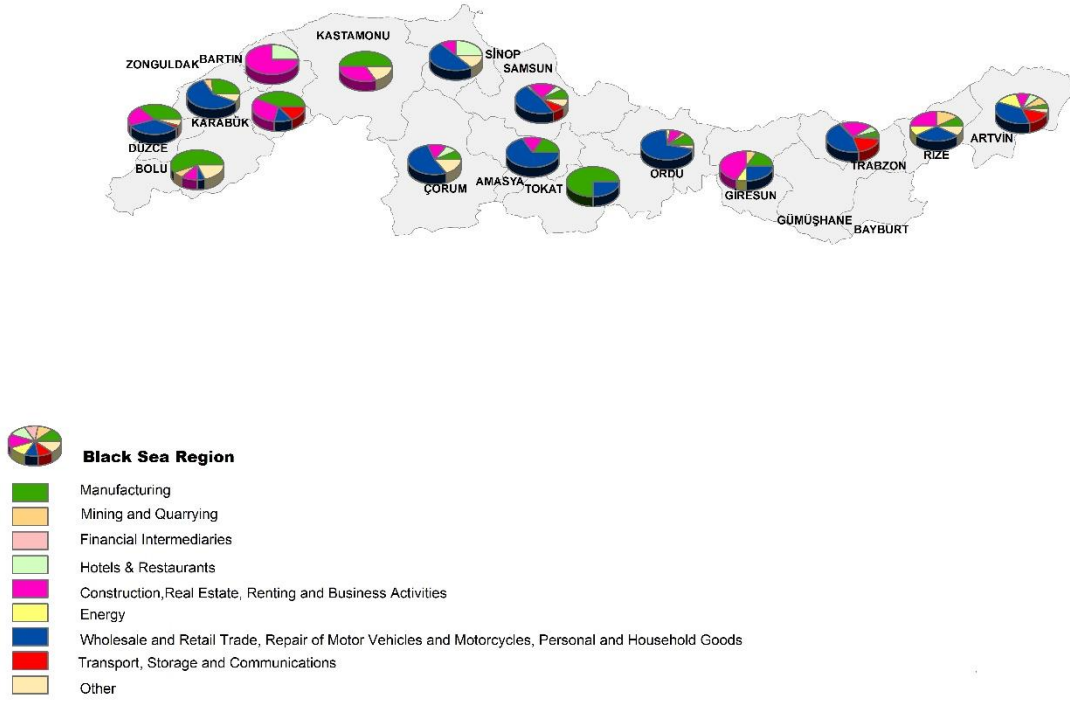 KASTAMONU
SİNOP
ZONGULDAK
BARTIN
SAMSUN
KARABÜK
DÜZCE
BOLU
ÇORUM
AMASYA
TOKAT
ORDU
GİRESUN
TRABZON
RİZE
ARTVİN
GÜMÜŞHANE
BAYBURT
Black Sea Region
Manufacturing
Mining and Quarrying
Financial Intermediaries
Hotels & Restaurants
Construction,Real Estate, Renting and Business Activities
Energy
Wholesale and Retail Trade, Repair of Motor Vehicles and Motorcycles, Personal and Household Goods
Transport, Storage and Communications
Other